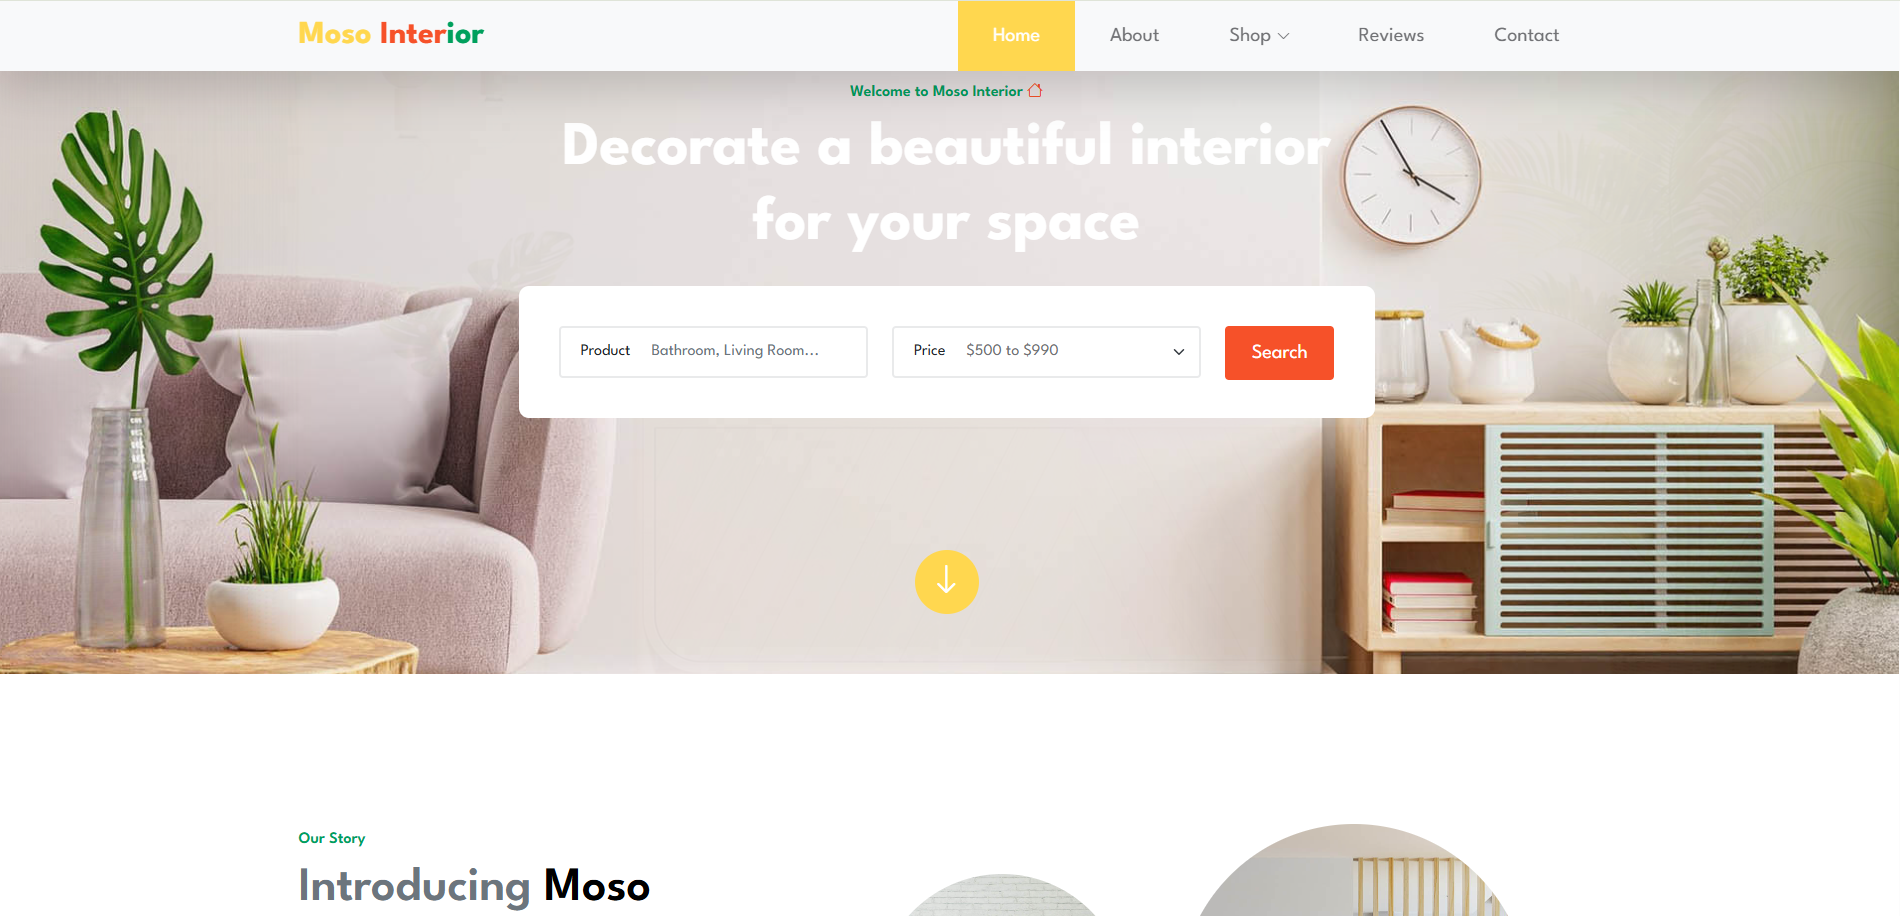 Moso Interior
Home
About
Shop
Reviews
Contact
Welcome to Moso Interior
Decorate a beautiful interior
for your space
Product Bathroom, Living Room...
Price $500 to $990
Search
Our Story
Introducing Moso